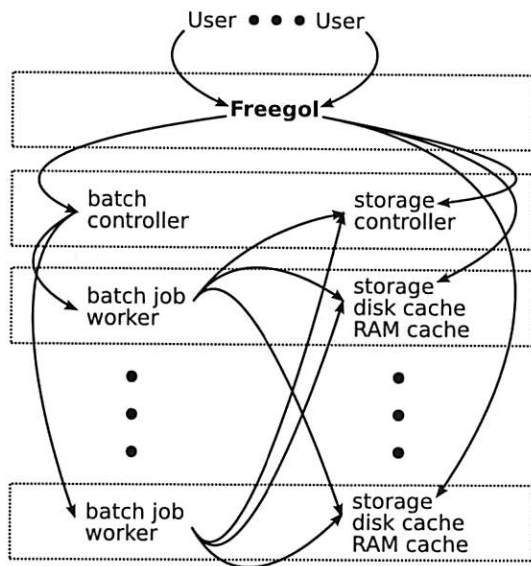 User • • • User
Freegol
batch
controller
storage
controller
batch job
worker
storage
disk cache
RAM cache
batch job
worker
storage
disk cache
RAM cache